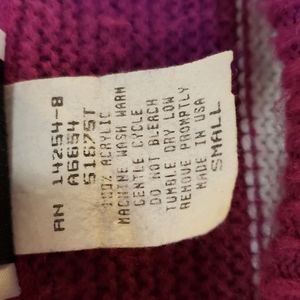 RN 14254-8
A6654
S1675T
100% ACRYLIC
MACHINE WASH WARM
GENTLE CYCLE
DO NOT BLEACH
TUMBLE DRY LOW
REMOVE PROMPTLY
MADE IN USA
SMALL